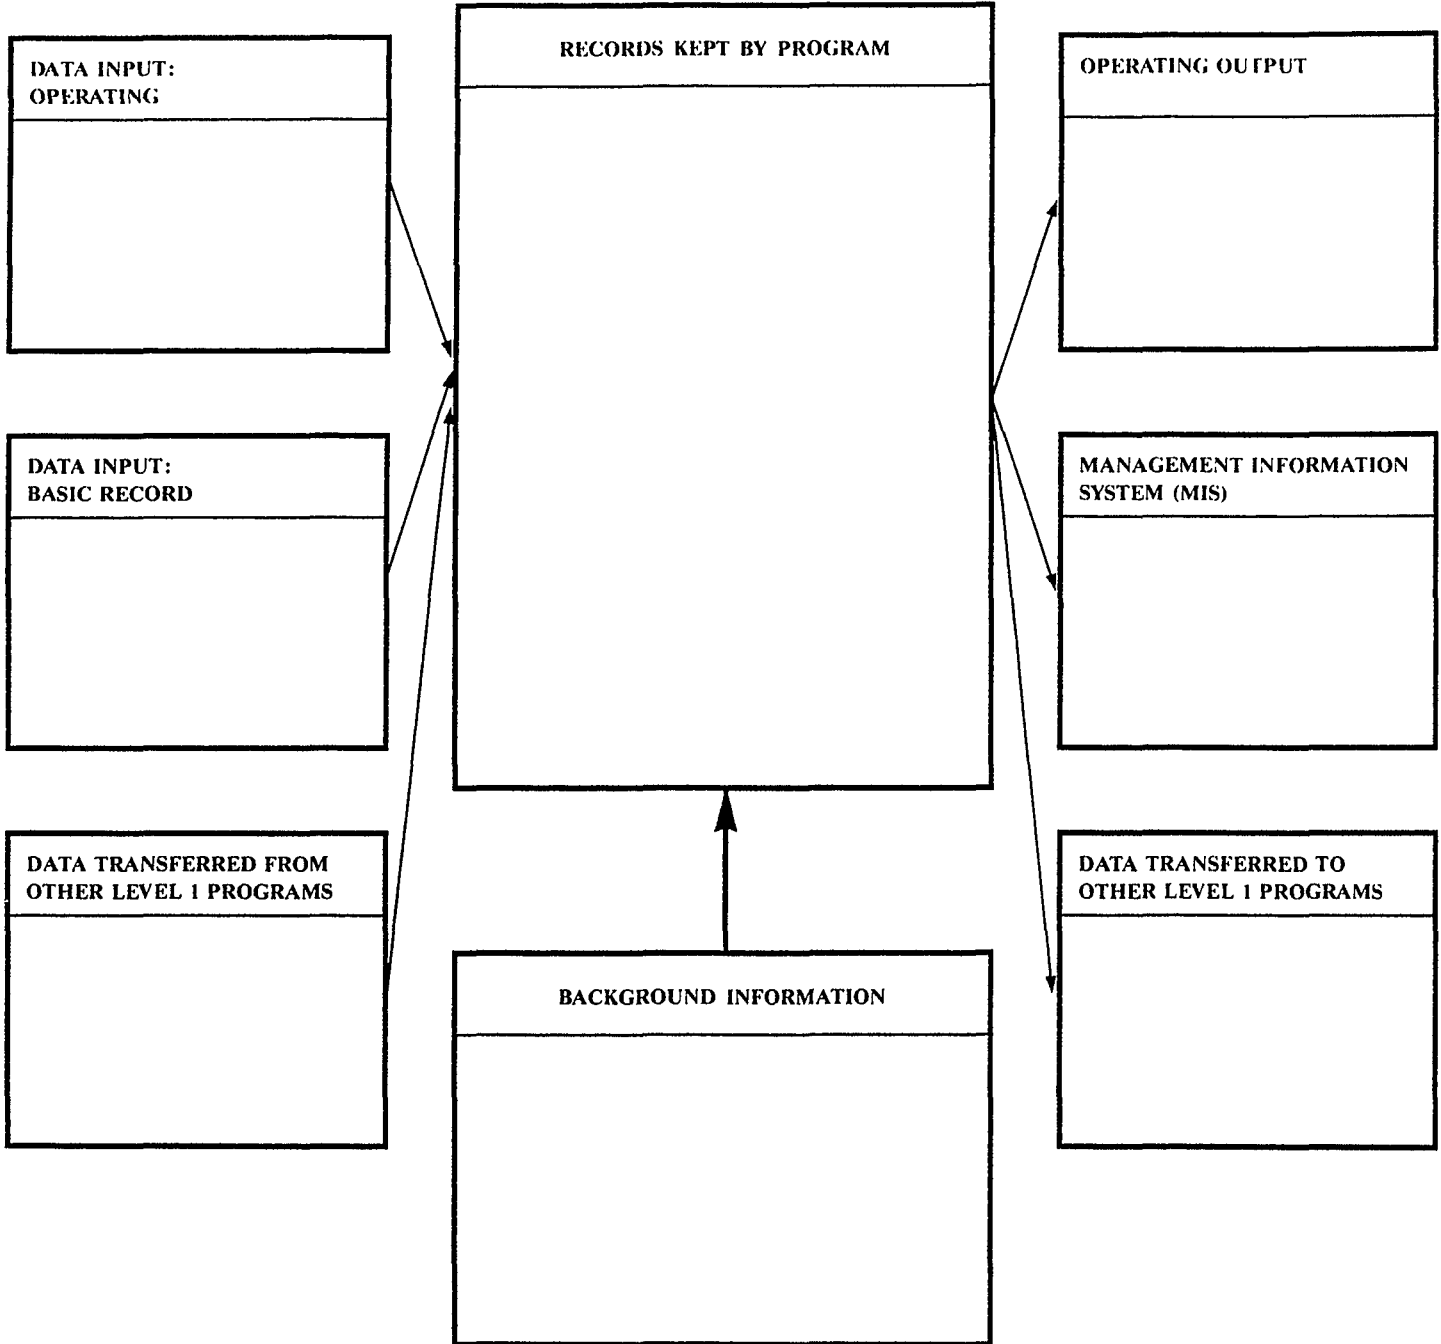 DATA INPUT:
OPERATING
RECORDS KEPT BY PROGRAM
OPERATING OUTPUT
DATA INPUT:
BASIC RECORD
MANAGEMENT INFORMATION
SYSTEM (MIS)
DATA TRANSFERRED FROM
OTHER LEVEL 1 PROGRAMS
DATA TRANSFERRED TO
OTHER LEVEL 1 PROGRAMS
BACKGROUND INFORMATION